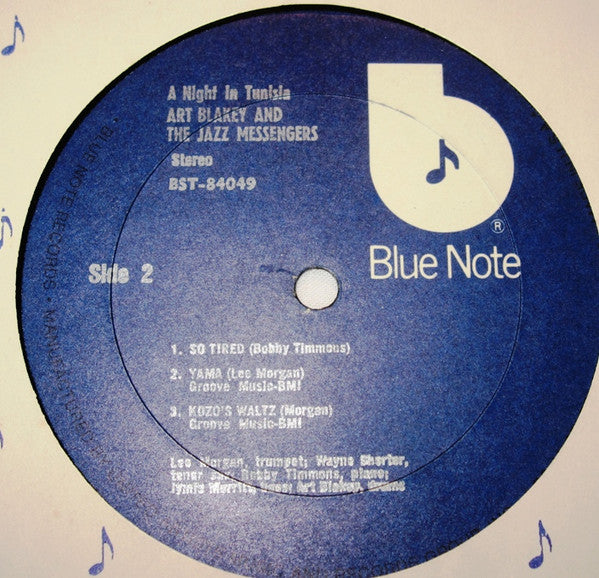 A Night In Tunisia
ART BLAKEY AND
THE JAZZ MESSENGERS
Stereo
BST-84049
b
®
Blue Note
Side 2
1. SO TIRED (Bobby Timmons)
2. YAMA (Lee Morgan)
Groove Music-BMI
3. KOZO'S WALTZ (Morgan)
Groove Music-BMI
Lee Morgan, trumpet; Wayne Shorter,
tenor sax; Bobby Timmons, piano;
Jymie Merritt, bass; Art Blakey, drums
BLUE NOTE RECORDS •